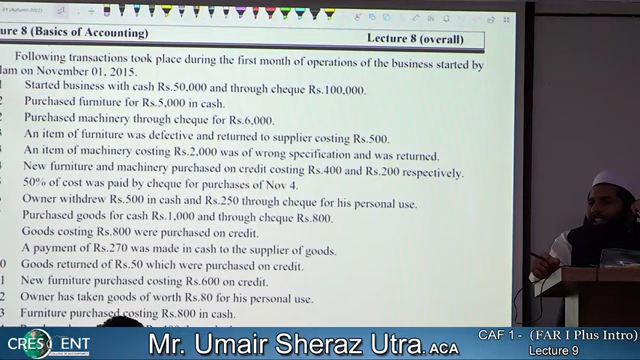 ure 8 (Basics of Accounting) Lecture 8 (overall)
Following transactions took place during the first month of operations of the business started by
lam on November 01, 2015.
Started business with cash Rs.50,000 and through cheque Rs.100,000.
Purchased furniture for Rs.5,000 in cash.
Purchased machinery through cheque for Rs.6,000.
An item of furniture was defective and returned to supplier costing Rs.500.
An item of machinery costing Rs.2,000 was of wrong specification and was returned.
New furniture and machinery purchased on credit costing Rs.400 and Rs.200 respectively.
50% of cost was paid by cheque for purchases of Nov 4.
Owner withdrew Rs.500 in cash and Rs.250 through cheque for his personal use.
Purchased goods for cash Rs.1,000 and through cheque Rs.800.
Goods costing Rs.800 were purchased on credit.
A payment of Rs.270 was made in cash to the supplier of goods.
0 Goods returned of Rs.50 which were purchased on credit.
1 New furniture purchased costing Rs.600 on credit.
2 Owner has taken goods of worth Rs.80 for his personal use.
3 Furniture purchased costing Rs.800 in cash.
CRESCENT
COLLEGE OF ACCOUNTANCY
Mr. Umair Sheraz Utra, ACA
CAF 1 - (FAR I Plus Intro)
Lecture 9